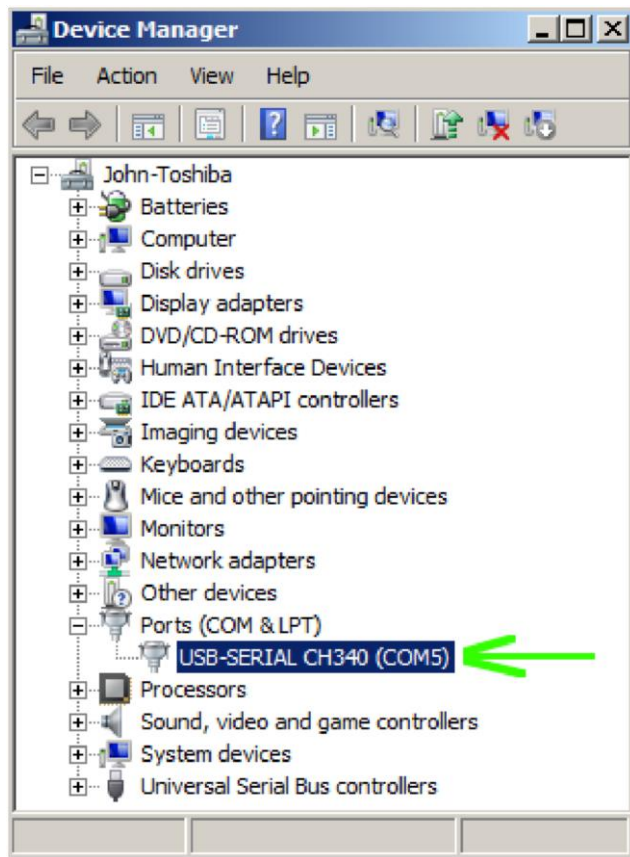 Device Manager
File Action View Help
John-Toshiba
Batteries
Computer
Disk drives
Display adapters
DVD/CD-ROM drives
Human Interface Devices
IDE ATA/ATAPI controllers
Imaging devices
Keyboards
Mice and other pointing devices
Monitors
Network adapters
Other devices
Ports (COM & LPT)
USB-SERIAL CH340 (COM5)
Processors
Sound, video and game controllers
System devices
Universal Serial Bus controllers